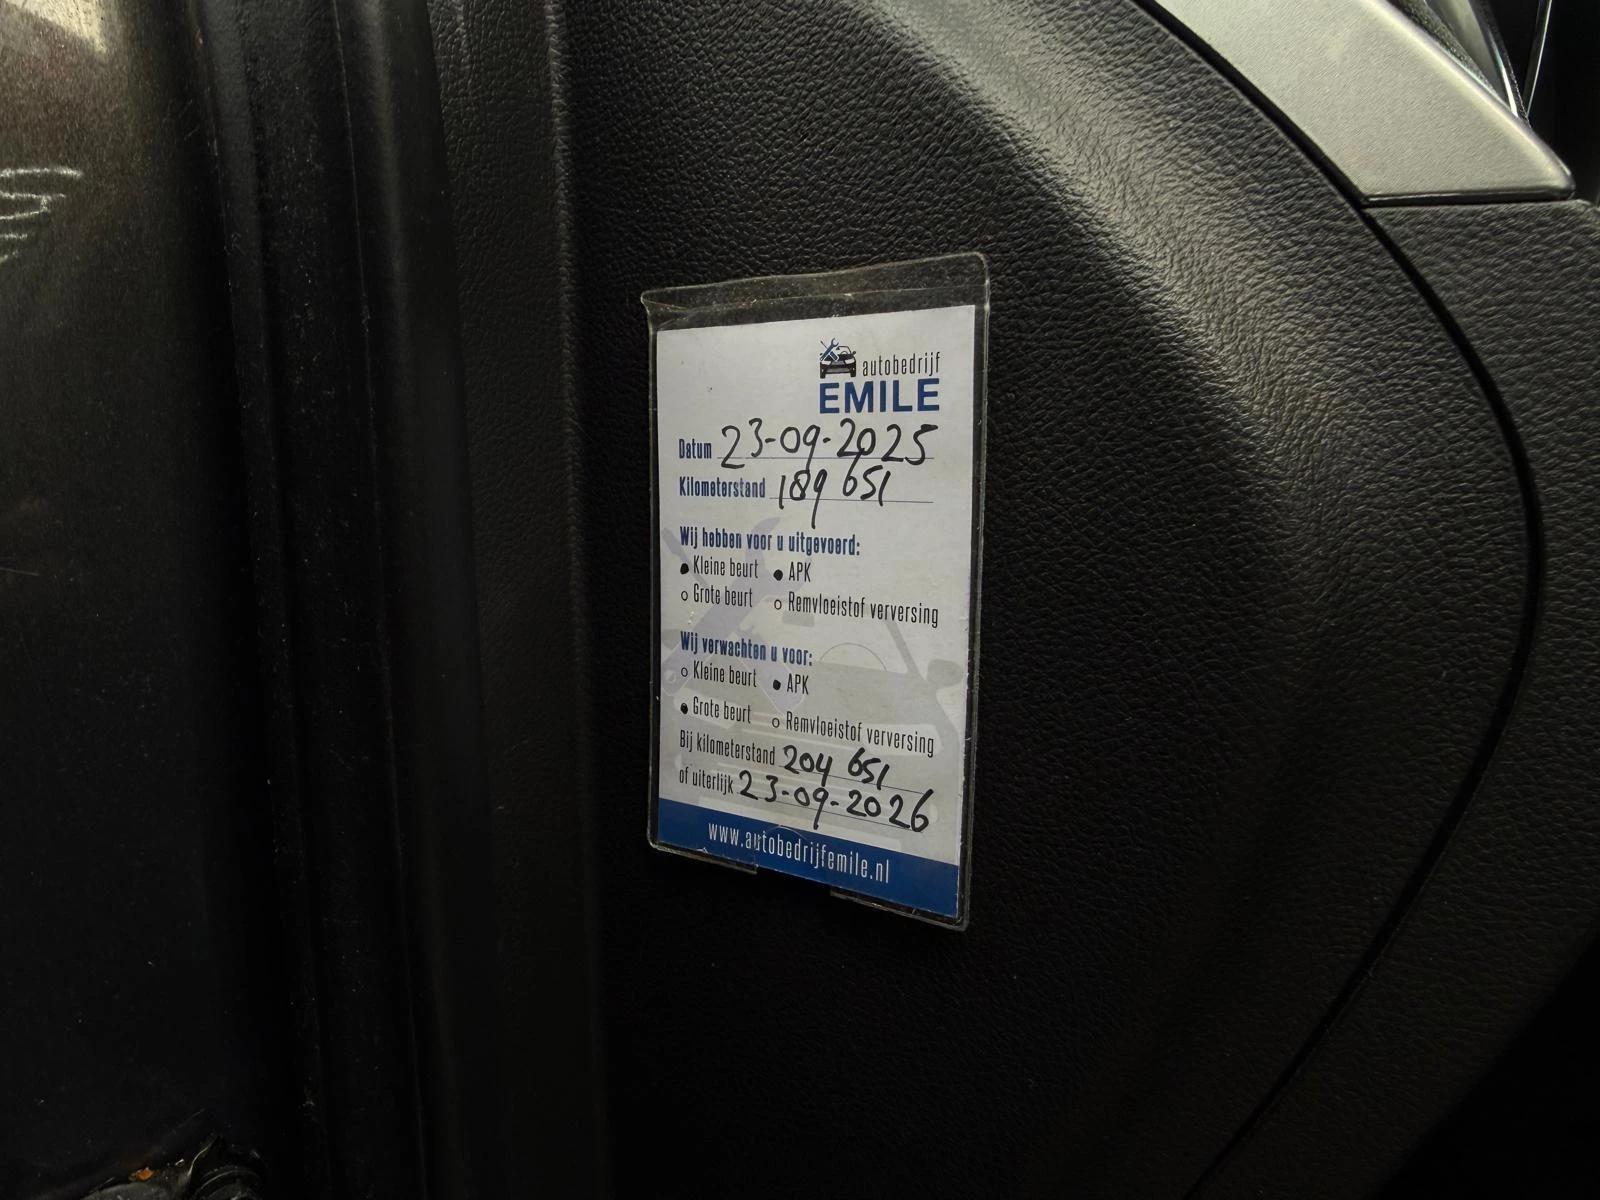 autobedrijf
EMILE
Datum 23-09-2025
Kilometerstand 189 651
Wij hebben voor u uitgevoerd:
● Kleine beurt ● APK
○ Grote beurt ○ Remvloeistof verversing
Wij verwachten u voor:
○ Kleine beurt ● APK
● Grote beurt ○ Remvloeistof verversing
Bij kilometerstand 204 651
of uiterlijk 23-09-2026
www.autobedrijfemile.nl